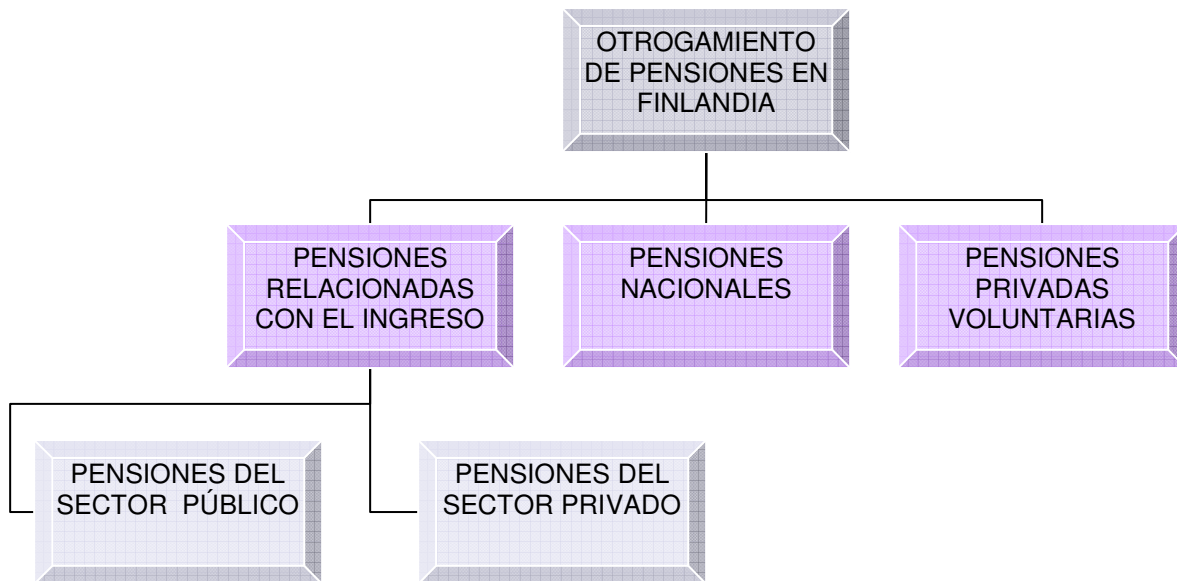 OTROGAMIENTO
DE PENSIONES EN
FINLANDIA
PENSIONES
RELACIONADAS
CON EL INGRESO
PENSIONES
NACIONALES
PENSIONES
PRIVADAS
VOLUNTARIAS
PENSIONES DEL
SECTOR PÚBLICO
PENSIONES DEL
SECTOR PRIVADO